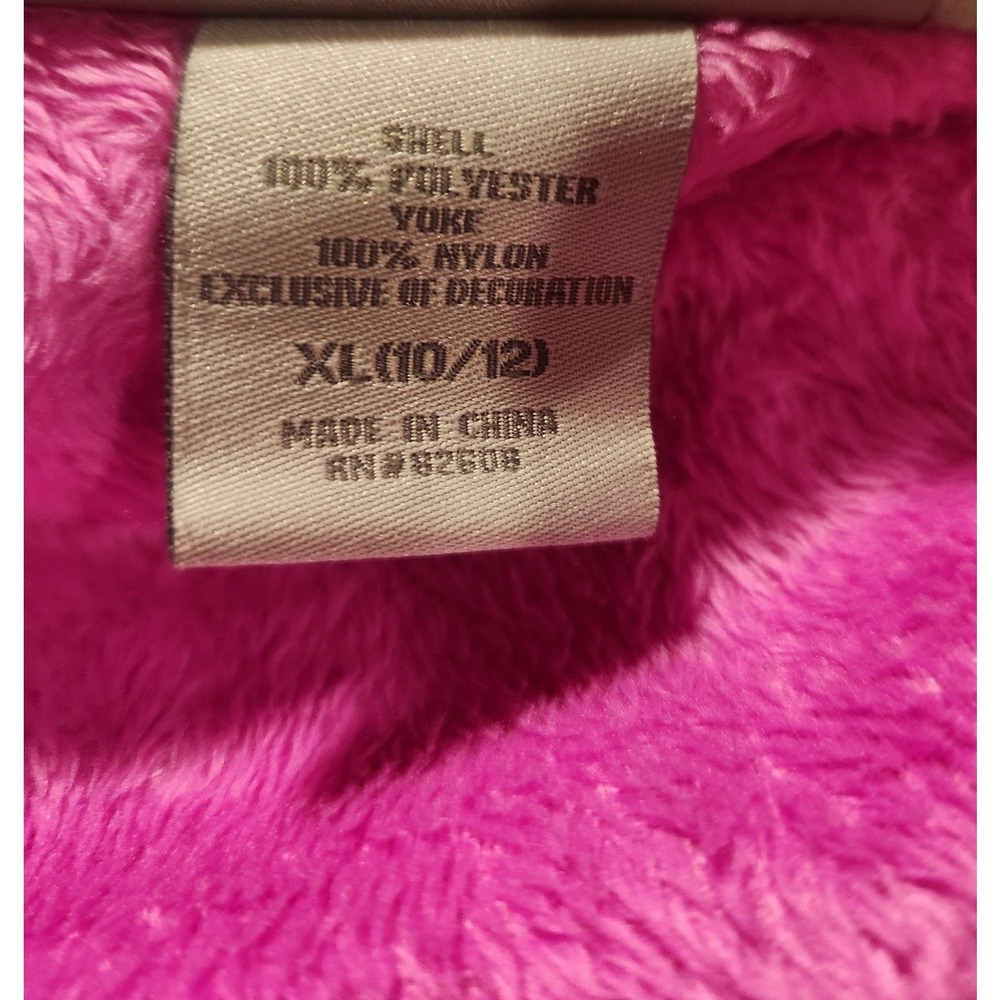 SHELL
100% POLYESTER
YOKE
100% NYLON
EXCLUSIVE OF DECORATION
XL(10/12)
MADE IN CHINA
RN#82608